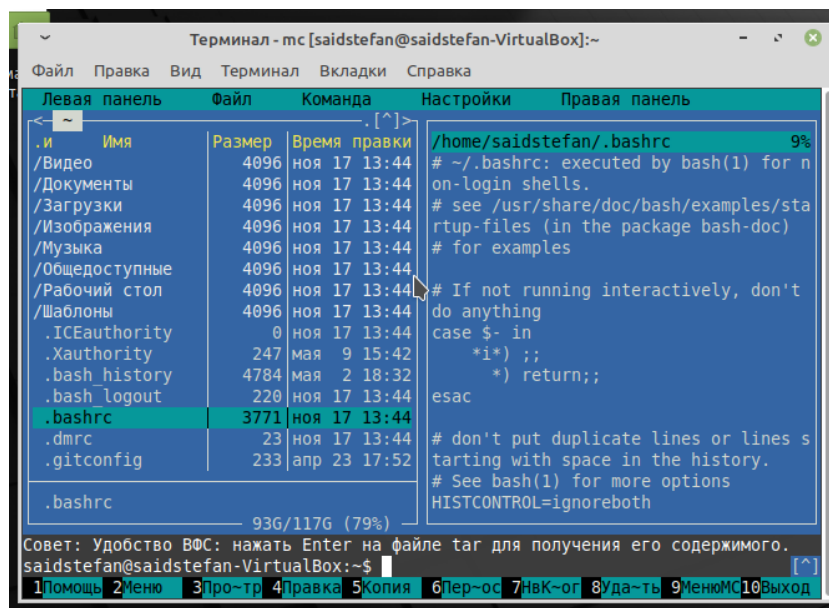 Терминал - mc [saidstefan@saidstefan-VirtualBox]:~
Файл Правка Вид Терминал Вкладки Справка
Левая панель Файл Команда Настройки Правая панель
<─ ~ .[^]>
.и Имя Размер Время правки
/Видео 4096 ноя 17 13:44
/Документы 4096 ноя 17 13:44
/Загрузки 4096 ноя 17 13:44
/Изображения 4096 ноя 17 13:44
/Музыка 4096 ноя 17 13:44
/Общедоступные 4096 ноя 17 13:44
/Рабочий стол 4096 ноя 17 13:44
/Шаблоны 4096 ноя 17 13:44
.ICEauthority 0 ноя 17 13:44
.Xauthority 247 мая 9 15:42
.bash_history 4784 мая 2 18:32
.bash_logout 220 ноя 17 13:44
.bashrc 3771 ноя 17 13:44
.dmrc 23 ноя 17 13:44
.gitconfig 233 апр 23 17:52
.bashrc
93G/117G (79%)
/home/saidstefan/.bashrc 9%
# ~/.bashrc: executed by bash(1) for n
on-login shells.
# see /usr/share/doc/bash/examples/sta
rtup-files (in the package bash-doc)
# for examples
# If not running interactively, don't
do anything
case $- in
*i*) ;;
*) return;;
esac
# don't put duplicate lines or lines s
tarting with space in the history.
# See bash(1) for more options
HISTCONTROL=ignoreboth
Совет: Удобство ВФС: нажать Enter на файле tar для получения его содержимого.
saidstefan@saidstefan-VirtualBox:~$ [^]
1Помощь 2Меню 3Про~тр 4Правка 5Копия 6Пер~ос 7НвК~ог 8Уда~ть 9МенюMC 10Выход